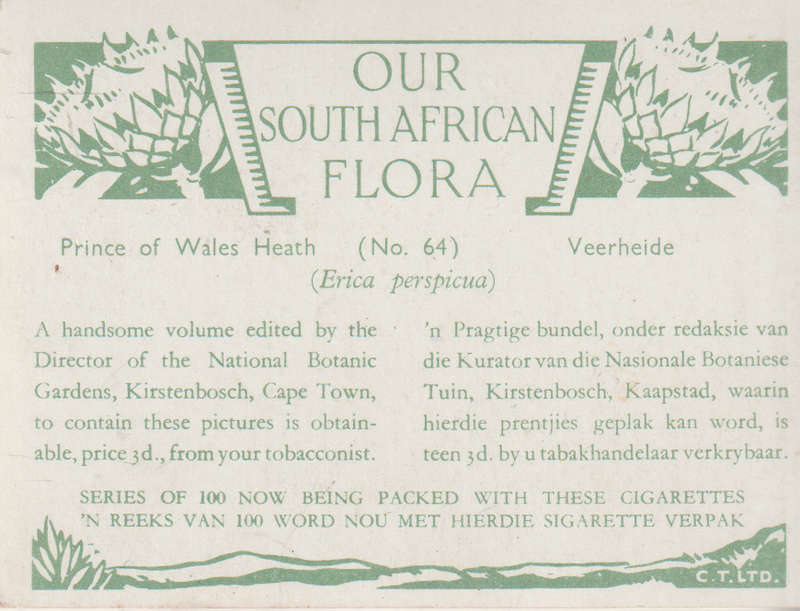 OUR
SOUTH AFRICAN
FLORA
Prince of Wales Heath (No. 64) Veerheide
(Erica perspicua)
A handsome volume edited by the
Director of the National Botanic
Gardens, Kirstenbosch, Cape Town,
to contain these pictures is obtain-
able, price 3d., from your tobacconist.
'n Pragtige bundel, onder redaksie van
die Kurator van die Nasionale Botaniese
Tuin, Kirstenbosch, Kaapstad, waarin
hierdie prentjies geplak kan word, is
teen 3d. by u tabakhandelaar verkrybaar.
SERIES OF 100 NOW BEING PACKED WITH THESE CIGARETTES
'N REEKS VAN 100 WORD NOU MET HIERDIE SIGARETTE VERPAK
C.T. LTD.